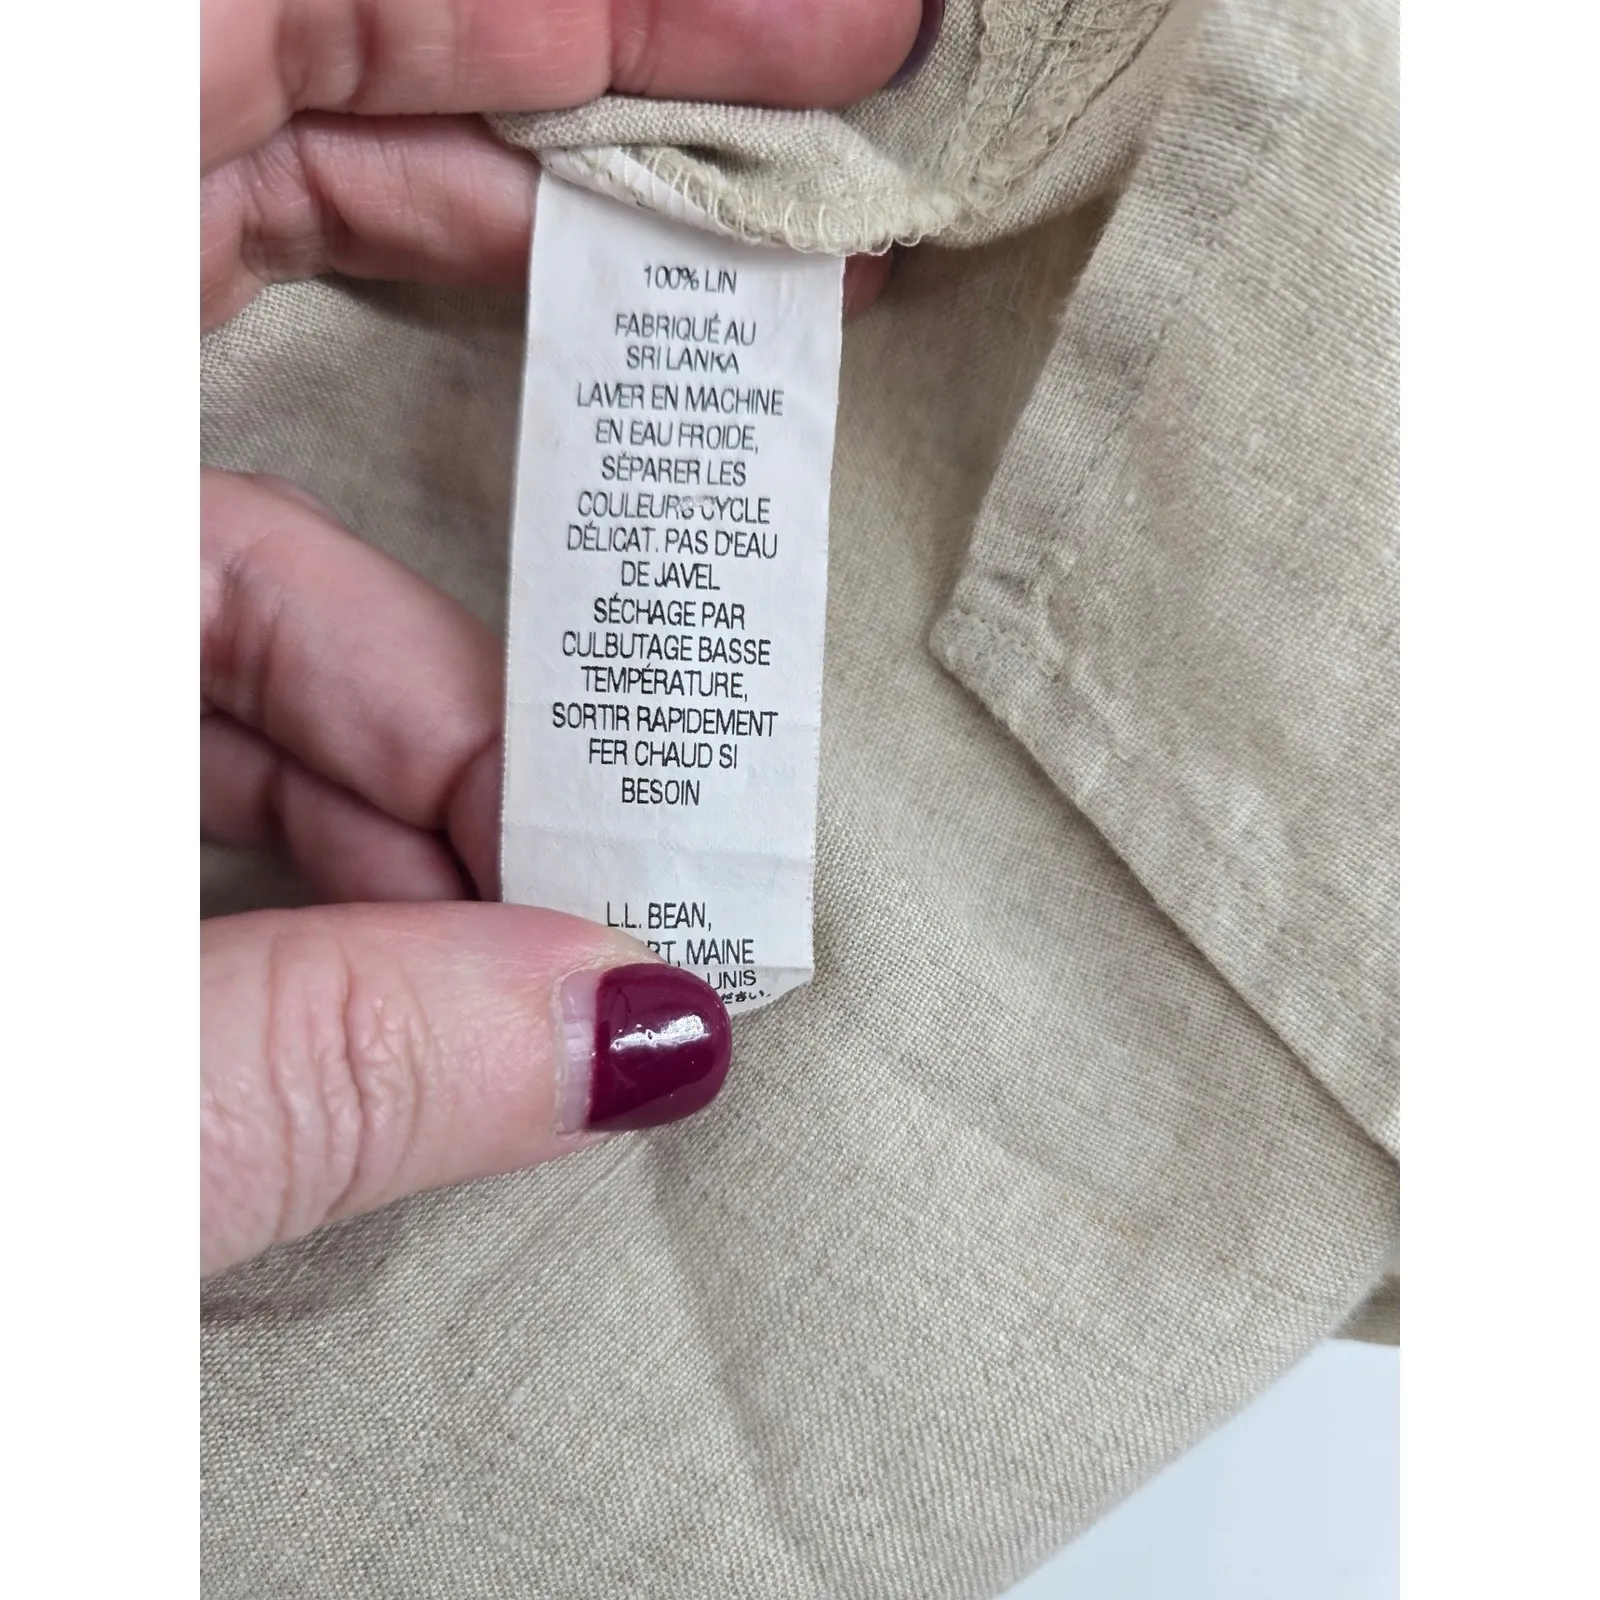 100% LIN
FABRIQUÉ AU
SRI LANKA
LAVER EN MACHINE
EN EAU FROIDE,
SÉPARER LES
COULEURS CYCLE
DÉLICAT. PAS D'EAU
DE JAVEL
SÉCHAGE PAR
CULBUTAGE BASSE
TEMPÉRATURE,
SORTIR RAPIDEMENT
FER CHAUD SI
BESOIN
L.L. BEAN,
MAINE
UNIS